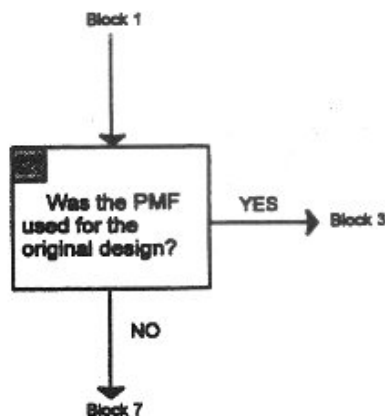 Block 1
Was the PMF
used for the
original design?
YES
Block 3
NO
Block 7